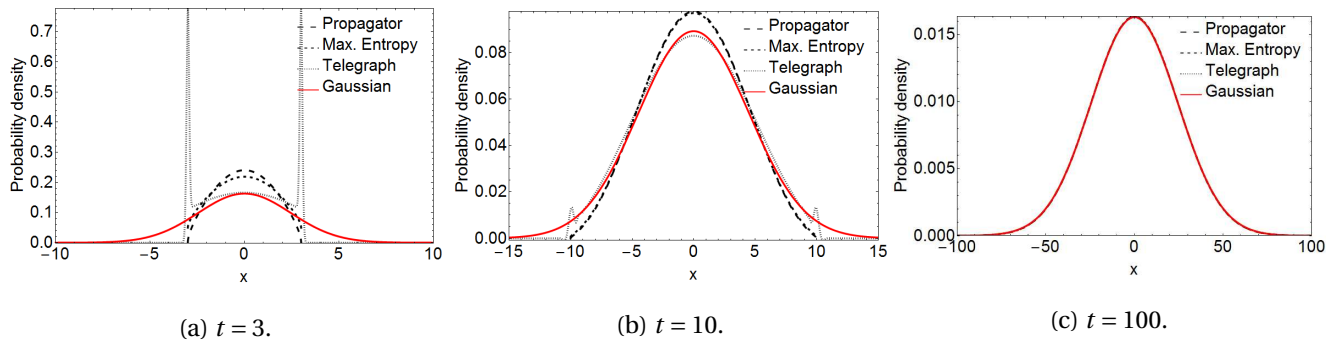 0.7
0.6
0.5
0.4
0.3
0.2
0.1
0.0
Probability density
Propagator
Max. Entropy
Telegraph
Gaussian
−10 −5 0 5 10
x
(a) t = 3.
0.08
0.06
0.04
0.02
0.00
Probability density
Propagator
Max. Entropy
Telegraph
Gaussian
−15 −10 −5 0 5 10 15
x
(b) t = 10.
0.015
0.010
0.005
0.000
Probability density
Propagator
Max. Entropy
Telegraph
Gaussian
−100 −50 0 50 100
x
(c) t = 100.